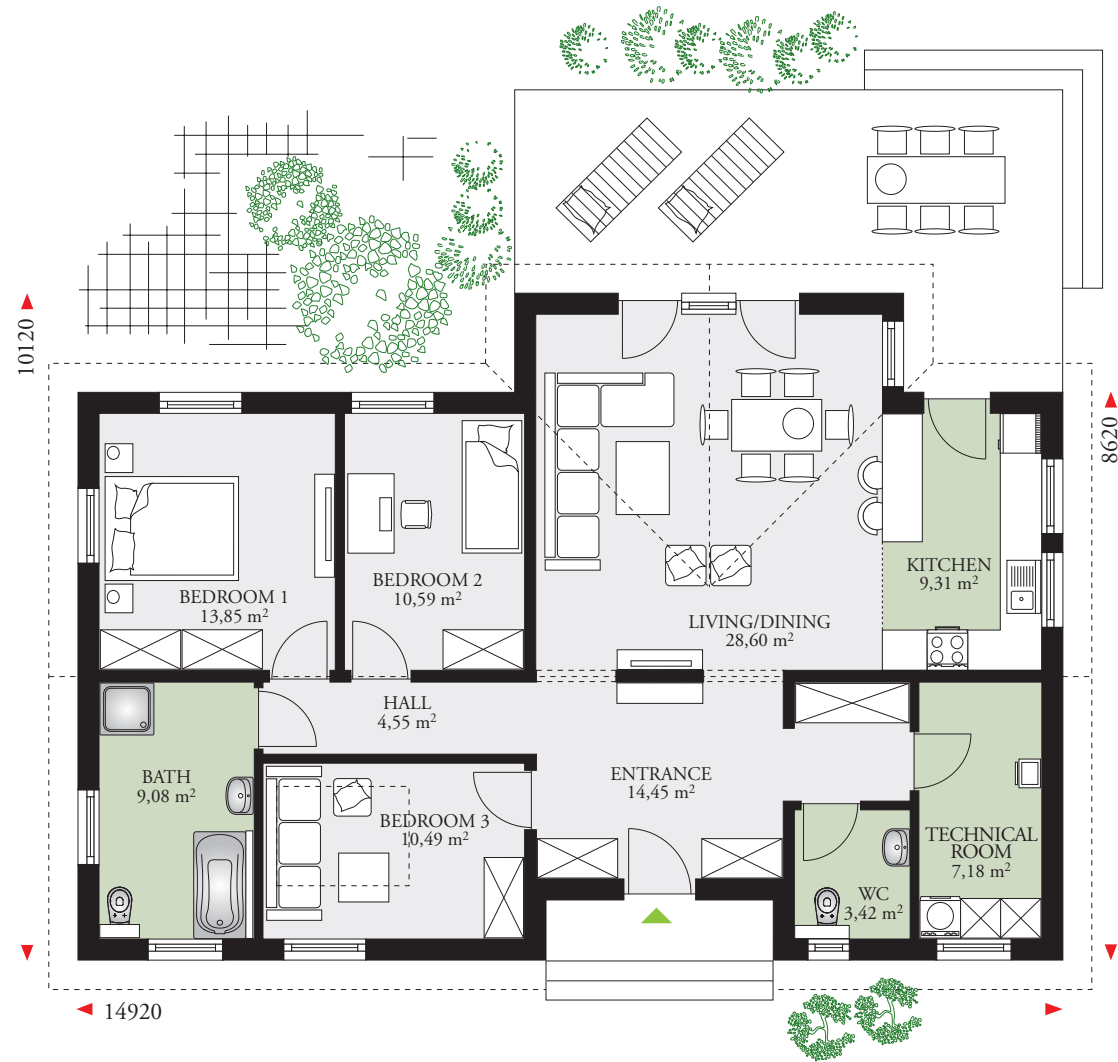 10120
8620
KITCHEN
9,31 m²
BEDROOM 2
10,59 m²
BEDROOM 1
13,85 m²
LIVING/DINING
28,60 m²
HALL
4,55 m²
ENTRANCE
14,45 m²
BATH
9,08 m²
BEDROOM 3
10,49 m²
TECHNICAL
ROOM
7,18 m²
WC
3,42 m²
14920